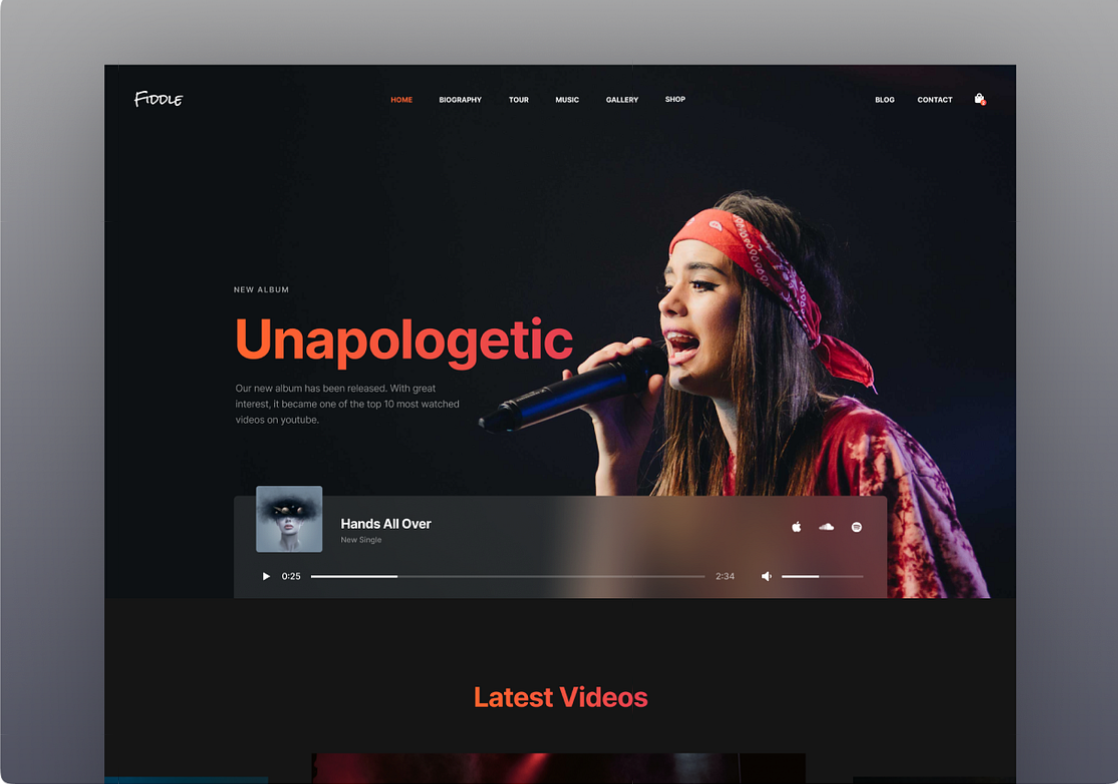 FIDDLE
HOME BIOGRAPHY TOUR MUSIC GALLERY SHOP BLOG CONTACT
NEW ALBUM
Unapologetic
Our new album has been released. With great
interest, it became one of the top 10 most watched
videos on youtube.
Hands All Over
New Single
0:25 2:34
Latest Videos